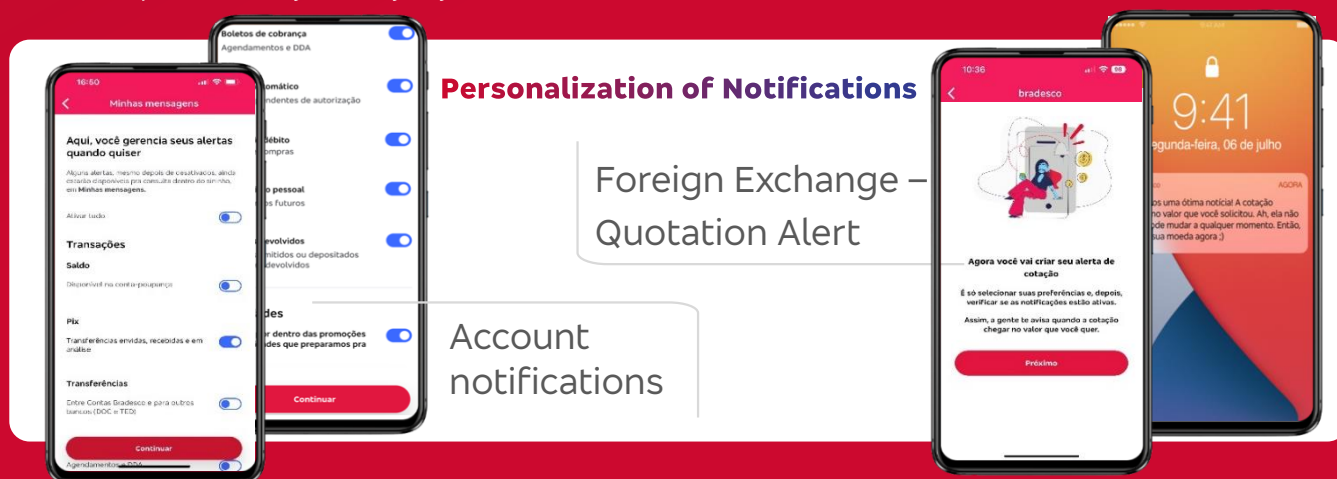 Personalization of Notifications
Foreign Exchange –
Quotation Alert
Account
notifications
16:50
Minhas mensagens
Aqui, você gerencia seus alertas
quando quiser
Alguns alertas, mesmo depois de desativados, ainda
estarão disponíveis pra consulta dentro do
em Minhas mensagens.
Ativar tudo
Transações
Saldo
Disponível na conta-poupança
Pix
Transferências envidas, recebidas e em
análise
Transferências
Entre Contas Bradesco e para outros
bancos (DOC e TED)
Continuar
Agendamentos e DDA
Boletos de cobrança
Agendamentos e DDA
omático
ndentes de autorização
débito
ompras
o pessoal
os futuros
evolvidos
mitidos ou depositados
devolvidos
des
r dentro das promoções
ades que preparamos pra
Continuar
10:36
98
bradesco
Agora você vai criar seu alerta de
cotação
É só selecionar suas preferências e, depois,
verificar se as notificações estão ativas.
Assim, a gente te avisa quando a cotação
chegar no valor que você quer.
Próximo
9:41
egunda-feira, 06 de julho
co AGORA
os uma ótima notícia! A cotação
no valor que você solicitou. Ah, ela não
ode mudar a qualquer momento. Então,
sua moeda agora ;)